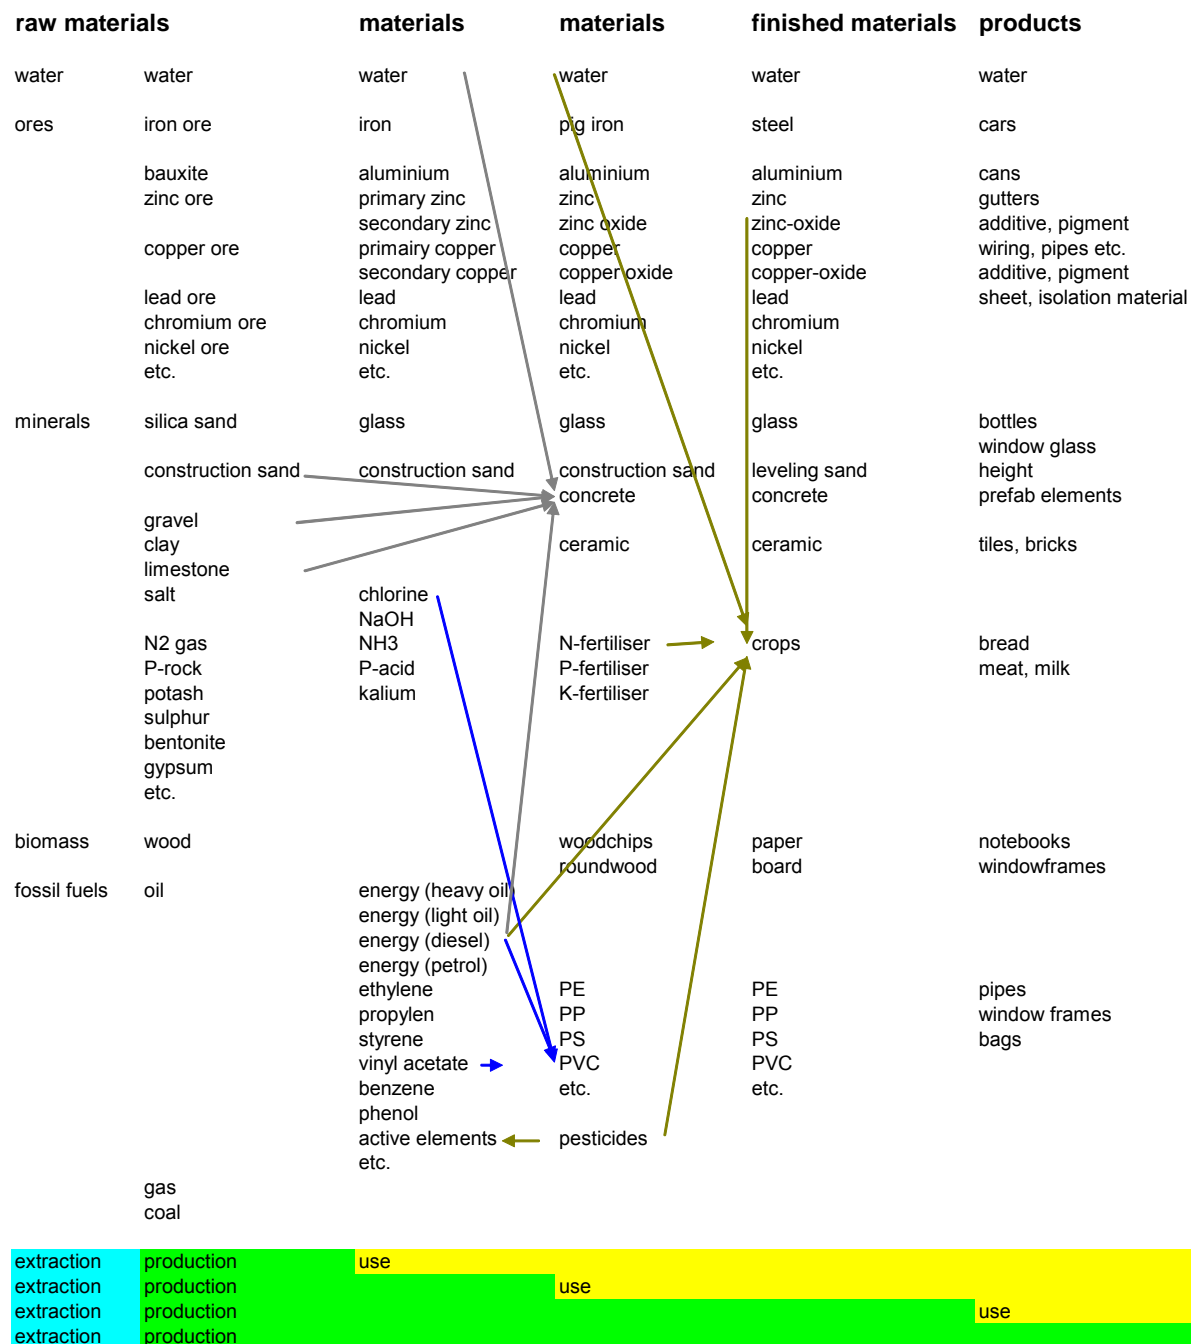 raw materials materials materials finished materials products
water water water water water water
ores iron ore iron pig iron steel cars
bauxite aluminium aluminium aluminium cans
zinc ore primary zinc zinc zinc gutters
secondary zinc zinc oxide zinc-oxide additive, pigment
copper ore primairy copper copper copper wiring, pipes etc.
secondary copper copper oxide copper-oxide additive, pigment
lead ore lead lead lead sheet, isolation material
chromium ore chromium chromium chromium
nickel ore nickel nickel nickel
etc. etc. etc. etc.
minerals silica sand glass glass glass bottles
window glass
construction sand construction sand construction sand leveling sand height
concrete concrete prefab elements
gravel
clay ceramic ceramic tiles, bricks
limestone
salt chlorine
NaOH
N2 gas NH3 N-fertiliser crops bread
P-rock P-acid P-fertiliser meat, milk
potash kalium K-fertiliser
sulphur
bentonite
gypsum
etc.
biomass wood woodchips paper notebooks
roundwood board windowframes
fossil fuels oil energy (heavy oil)
energy (light oil)
energy (diesel)
energy (petrol)
ethylene PE PE pipes
propylen PP PP window frames
styrene PS PS bags
vinyl acetate PVC PVC
benzene etc. etc.
phenol
active elements pesticides
etc.
gas
coal
extraction production use
extraction production use
extraction production use
extraction production